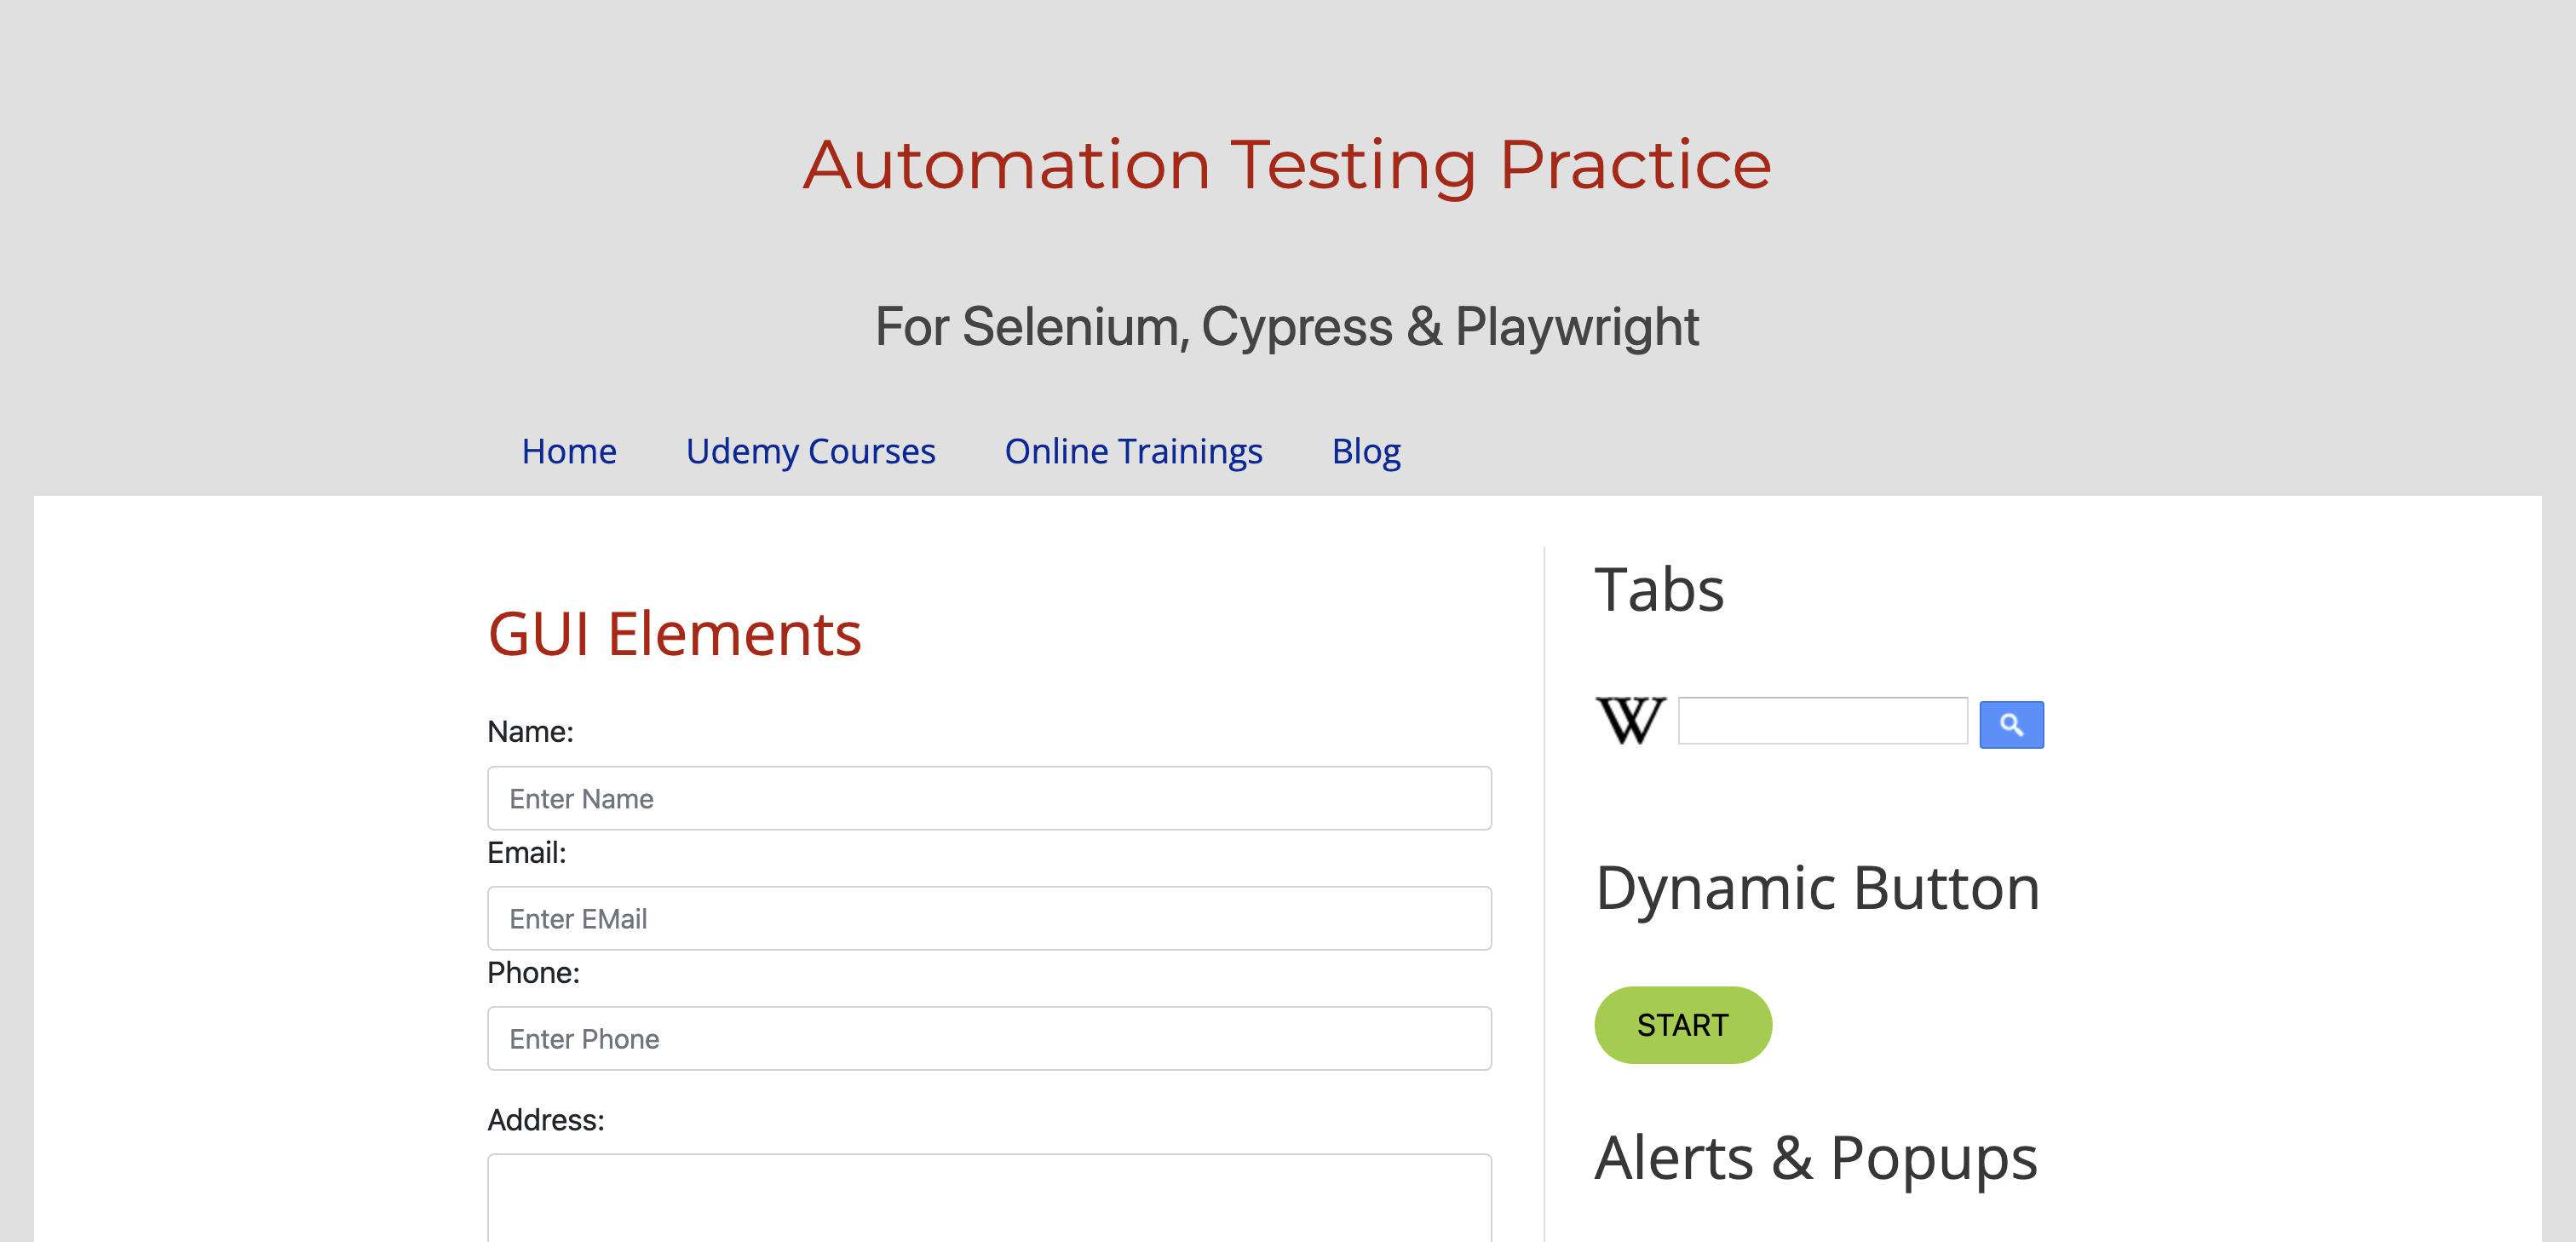 Automation Testing Practice
For Selenium, Cypress & Playwright
Home Udemy Courses Online Trainings Blog
GUI Elements
Name:
Enter Name
Email:
Enter EMail
Phone:
Enter Phone
Address:
Tabs
W
Dynamic Button
START
Alerts & Popups